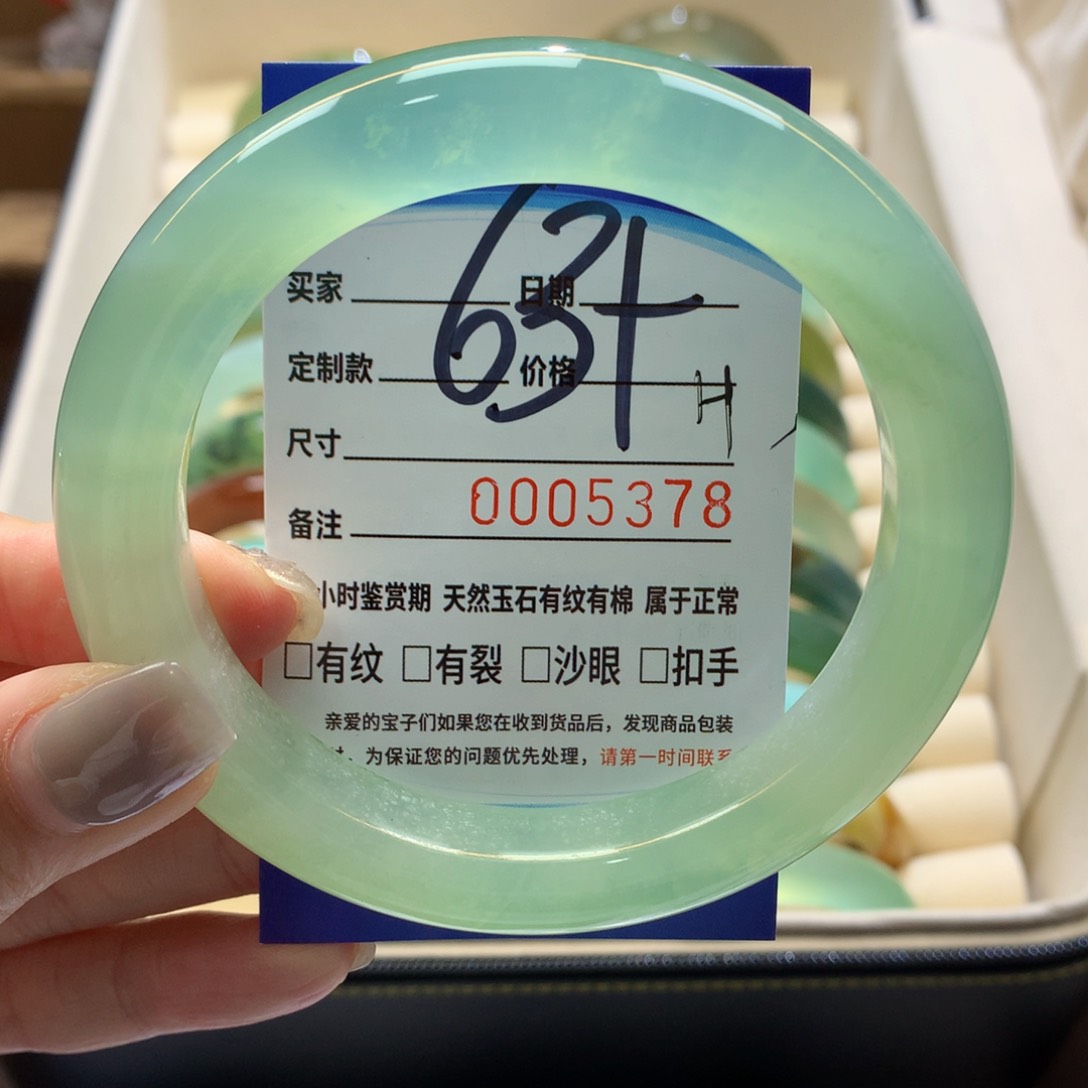 63+
买家 日期
定制款 价格
H
尺寸
0005378
备注
小时鉴赏期 天然玉石有纹有棉 属于正常
□有纹 □有裂 □沙眼 □扣手
亲爱的宝子们如果您在收到货品后，发现商品包装
为保证您的问题优先处理，请第一时间联系